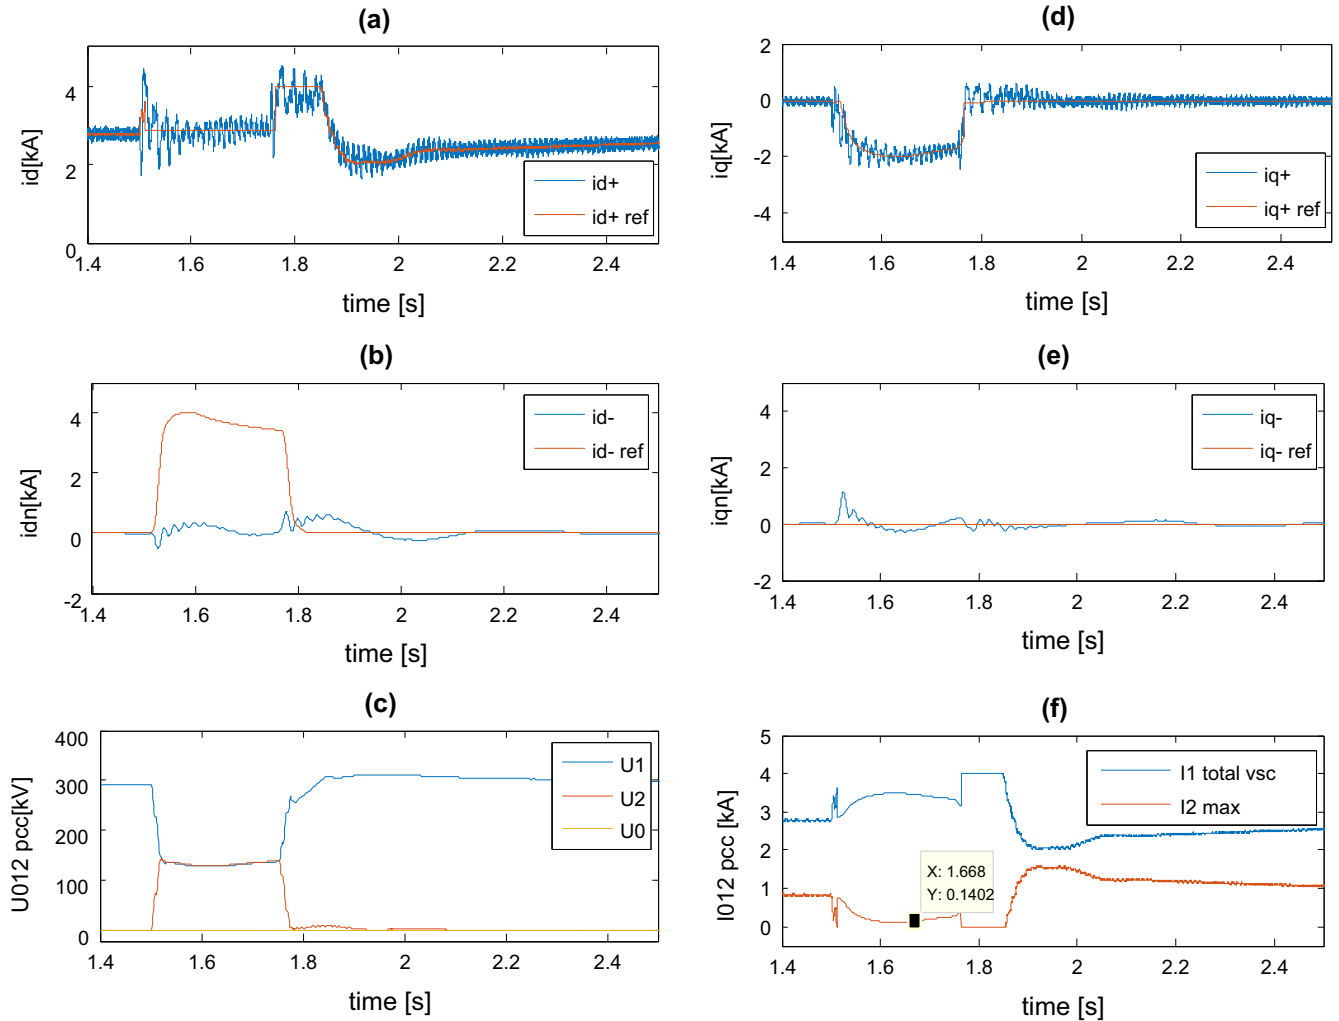 (a)
id[kA]
4
2
0
id+
id+ ref
1.4 1.6 1.8 2 2.2 2.4
time [s]
(d)
iq[kA]
2
0
-2
-4
iq+
iq+ ref
1.4 1.6 1.8 2 2.2 2.4
time [s]
(b)
idn[kA]
4
2
0
-2
id-
id- ref
1.4 1.6 1.8 2 2.2 2.4
time [s]
(e)
iqn[kA]
4
2
0
-2
iq-
iq- ref
1.4 1.6 1.8 2 2.2 2.4
time [s]
(c)
U012 pcc[kV]
400
300
200
100
0
U1
U2
U0
1.4 1.6 1.8 2 2.2 2.4
time [s]
(f)
I012 pcc [kA]
5
4
3
2
1
0
I1 total vsc
I2 max
X: 1.668
Y: 0.1402
1.4 1.6 1.8 2 2.2 2.4
time [s]